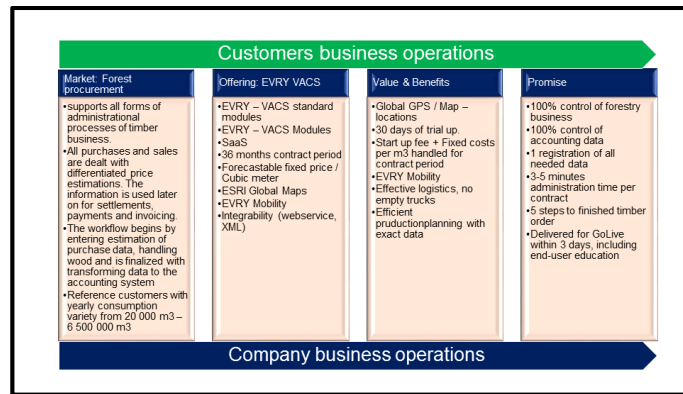 Customers business operations
Market: Forest
procurement
•supports all forms of
administrational
processes of timber
business.
•All purchases and sales
are dealt with
differentiated price
estimations. The
information is used later
on for settlements,
payments and invoicing.
•The workflow begins by
entering estimation of
purchase data, handling
wood and is finalized with
transforming data to the
accounting system
•Reference customers with
yearly consumption
variety from 20 000 m3 –
6 500 000 m3
Offering: EVRY VACS
•EVRY – VACS standard
modules
•EVRY – VACS Modules
•SaaS
•36 months contract period
•Forecastable fixed price /
Cubic meter
•ESRI Global Maps
•EVRY Mobility
•Integrability (webservice,
XML)
Value & Benefits
•Global GPS / Map –
locations
•30 days of trial up.
•Start up fee + Fixed costs
per m3 handled for
contract period
•EVRY Mobility
•Effective logistics, no
empty trucks
•Efficient
pruductionplanning with
exact data
Promise
•100% control of forestry
business
•100% control of
accounting data
•1 registration of all
needed data
•3-5 minutes
administration time per
contract
•5 steps to finished timber
order
•Delivered for GoLive
within 3 days, including
end-user education
Company business operations